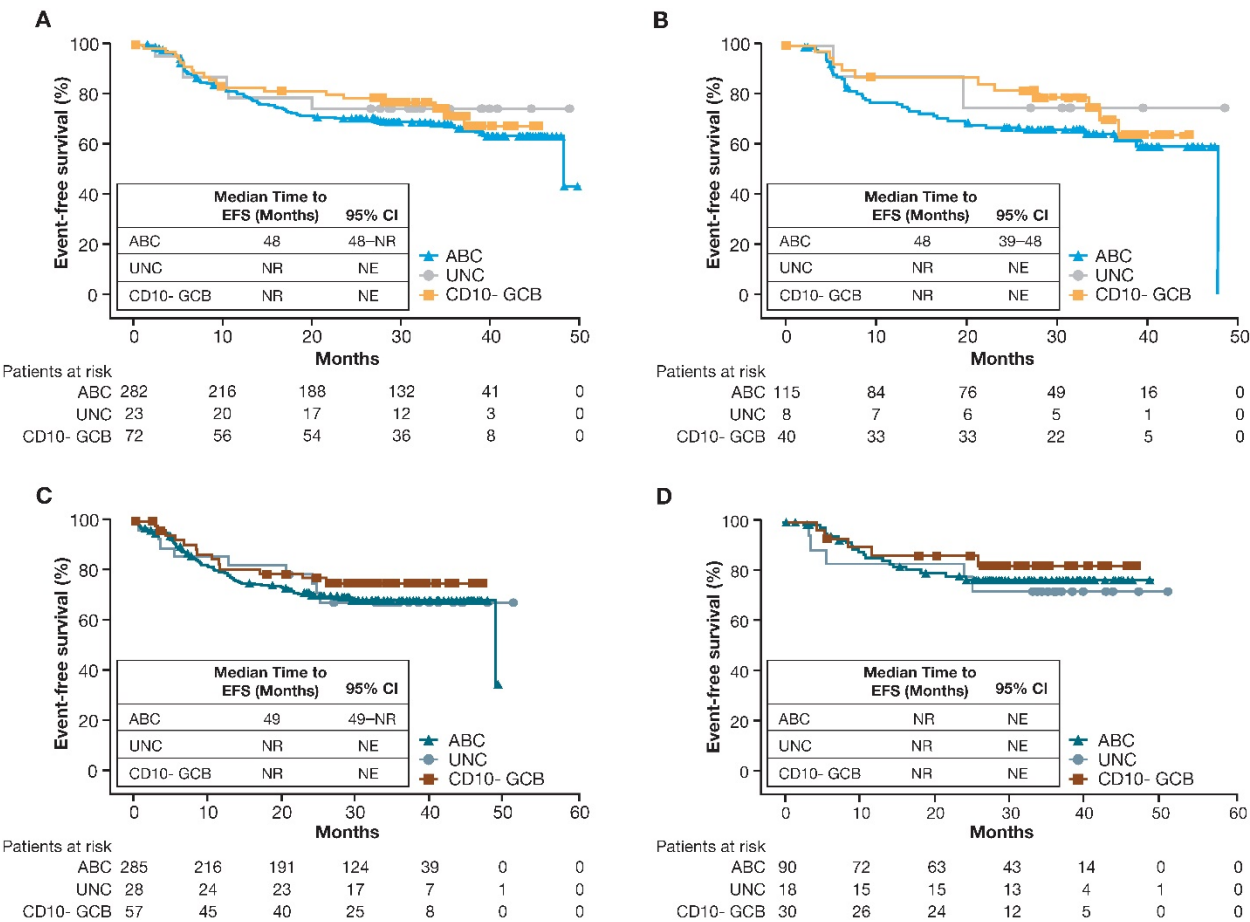 A
Event-free survival (%)
100
80
60
40
20
0
Median Time to EFS (Months) 95% CI
ABC 48 48–NR
UNC NR NE
CD10- GCB NR NE
ABC
UNC
CD10- GCB
0 10 20 30 40 50
Months
Patients at risk
ABC 282 216 188 132 41 0
UNC 23 20 17 12 3 0
CD10- GCB 72 56 54 36 8 0
B
Event-free survival (%)
100
80
60
40
20
0
Median Time to EFS (Months) 95% CI
ABC 48 39–48
UNC NR NE
CD10- GCB NR NE
ABC
UNC
CD10- GCB
0 10 20 30 40 50
Months
Patients at risk
ABC 115 84 76 49 16 0
UNC 8 7 6 5 1 0
CD10- GCB 40 33 33 22 5 0
C
Event-free survival (%)
100
80
60
40
20
0
Median Time to EFS (Months) 95% CI
ABC 49 49–NR
UNC NR NE
CD10- GCB NR NE
ABC
UNC
CD10- GCB
0 10 20 30 40 50 60
Months
Patients at risk
ABC 285 216 191 124 39 0 0
UNC 28 24 23 17 7 1 0
CD10- GCB 57 45 40 25 8 0 0
D
Event-free survival (%)
100
80
60
40
20
0
Median Time to EFS (Months) 95% CI
ABC NR NE
UNC NR NE
CD10- GCB NR NE
ABC
UNC
CD10- GCB
0 10 20 30 40 50 60
Months
Patients at risk
ABC 90 72 63 43 14 0 0
UNC 18 15 15 13 4 1 0
CD10- GCB 30 26 24 12 5 0 0